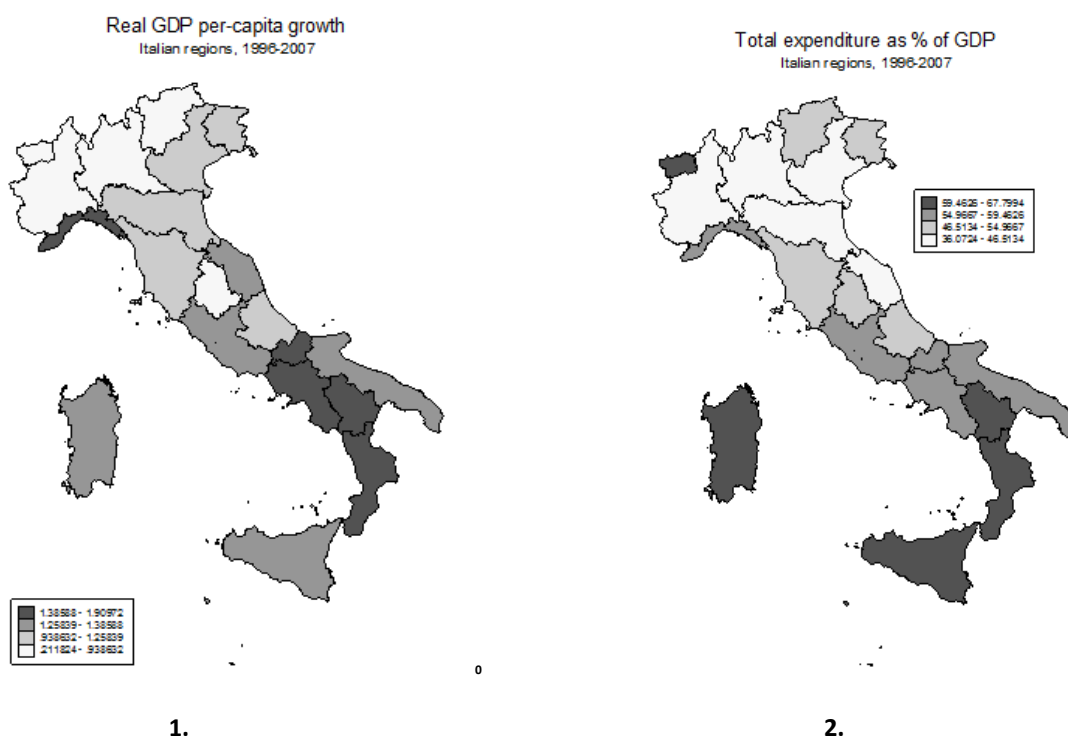 Real GDP per-capita growth
Italian regions, 1996-2007
1.38588 - 1.90972
1.25839 - 1.38588
.938632 - 1.25839
.211824 - .938632
Total expenditure as % of GDP
Italian regions, 1996-2007
59.4626 - 67.7994
54.9667 - 59.4626
46.5134 - 54.9667
36.0724 - 46.5134
0
1.
2.